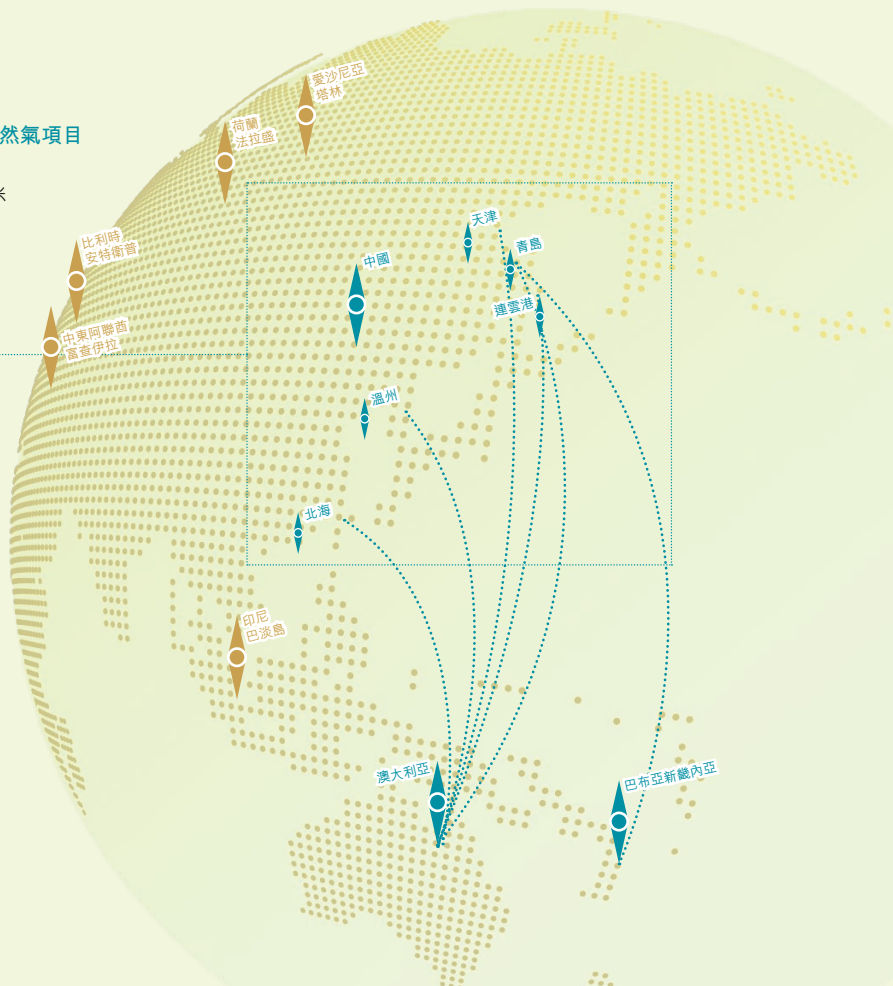 愛沙尼亞
塔林
荷蘭
法拉盛
然氣項目
米
天津
青島
比利時
安特衛普
中國
連雲港
中東阿聯酋
富查伊拉
溫州
北海
印尼
巴淡島
澳大利亞
巴布亞新畿內亞